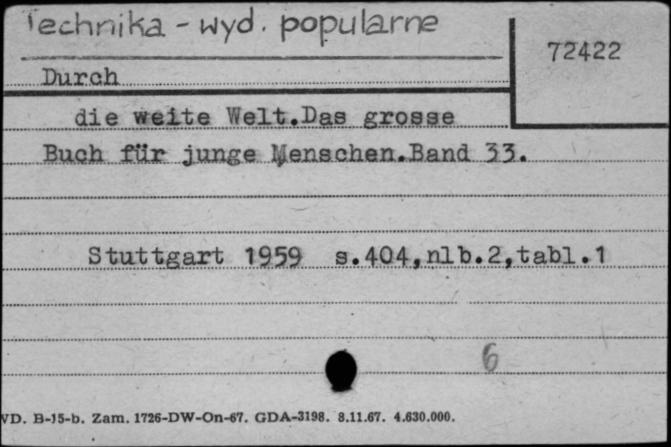 Technika - wyd. popularne
72422
Durch
die weite Welt.Das grosse
Buch für junge Menschen.Band 33.
Stuttgart 1959 s.404,nlb.2,tabl.1
6
VD. B-15-b. Zam. 1726-DW-On-67. GDA-3198. 8.11.67. 4.630.000.